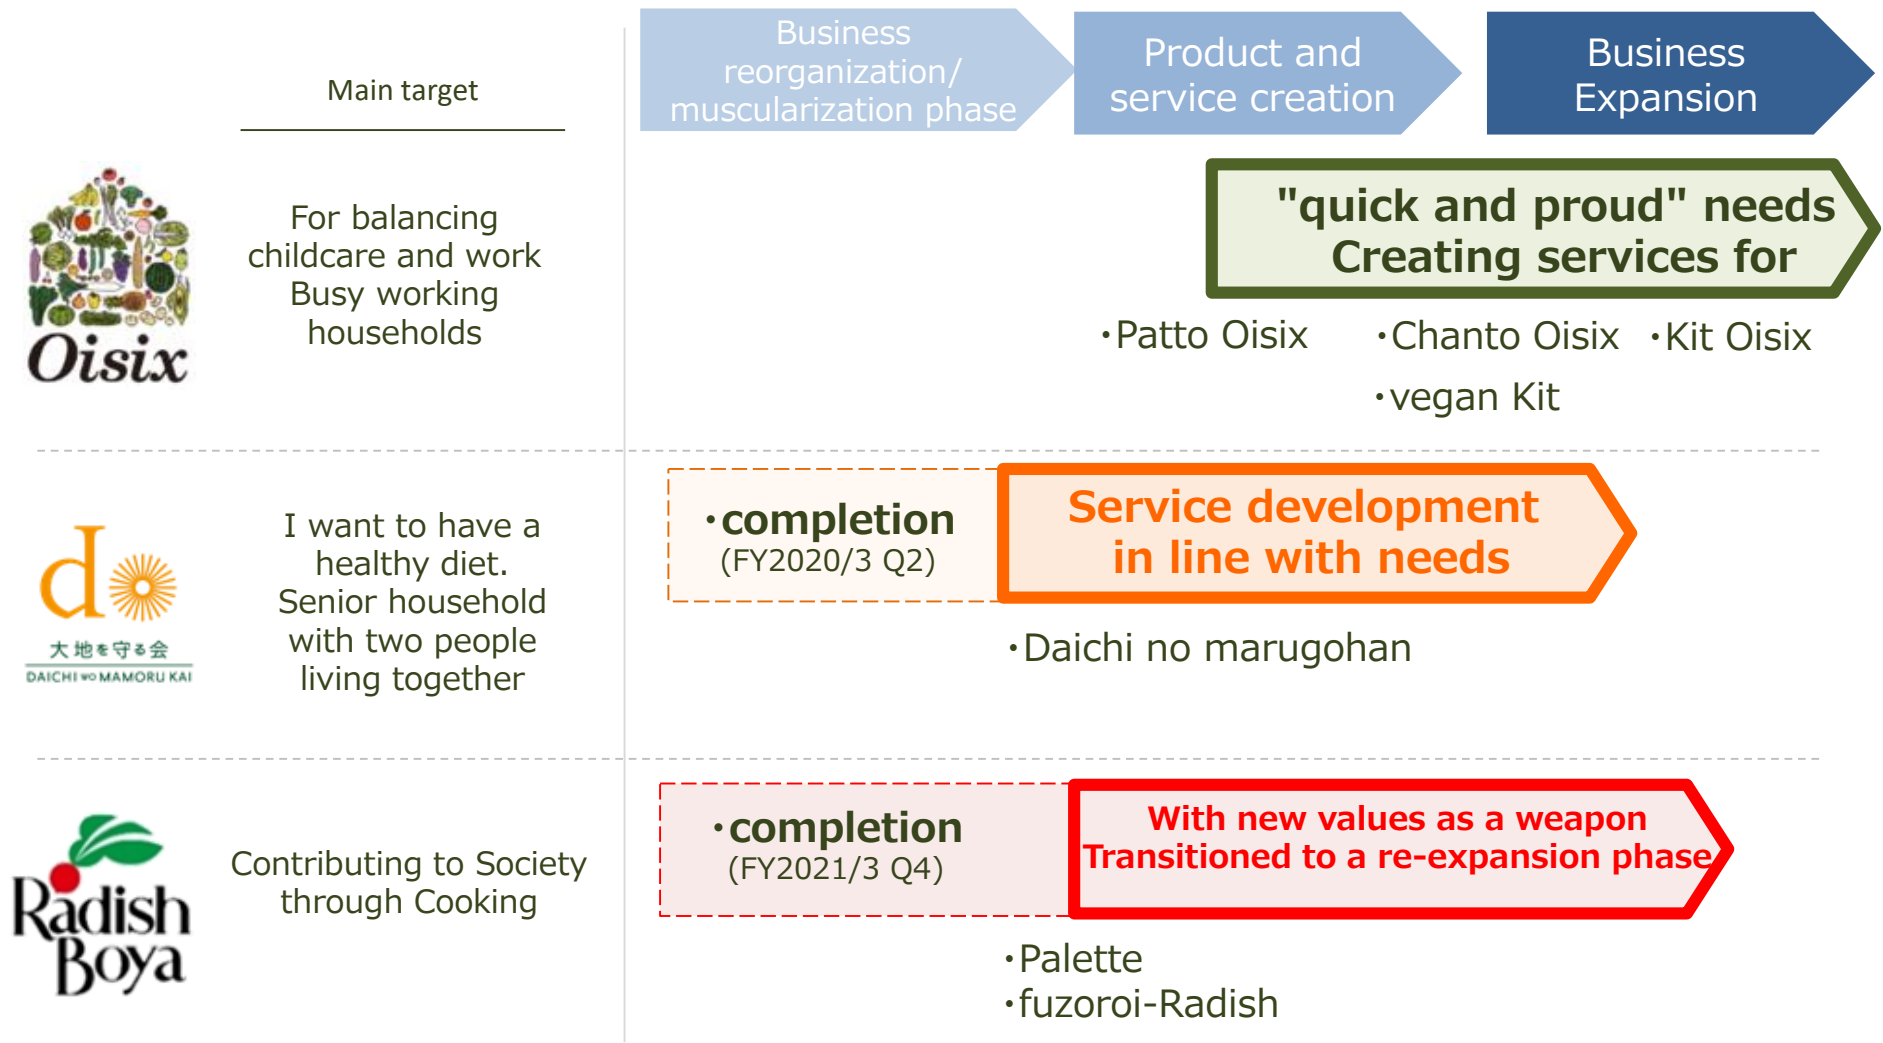 Main target
Business
reorganization/
muscularization phase
Product and
service creation
Business
Expansion
Oisix
For balancing
childcare and work
Busy working
households
"quick and proud" needs
Creating services for
・Patto Oisix
・Chanto Oisix
・Kit Oisix
・vegan Kit
do
大地を守る会
DAICHI WO MAMORU KAI
I want to have a
healthy diet.
Senior household
with two people
living together
・completion
(FY2020/3 Q2)
Service development
in line with needs
・Daichi no marugohan
Radish
Boya
Contributing to Society
through Cooking
・completion
(FY2021/3 Q4)
With new values as a weapon
Transitioned to a re-expansion phase
・Palette
・fuzoroi-Radish